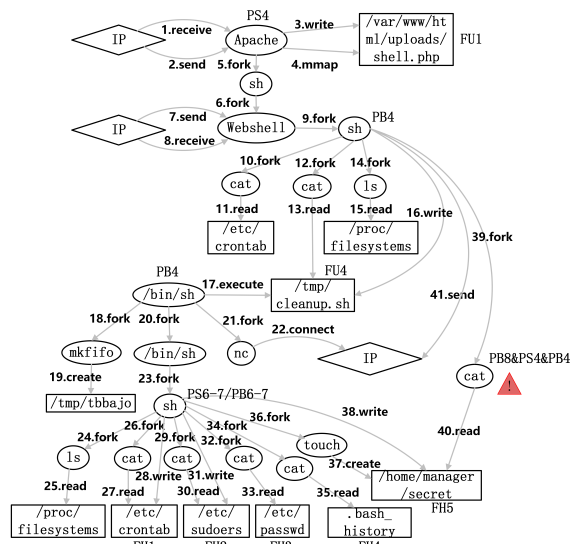 PS4
1.receive
3.write
IP
Apache
/var/www/ht
ml/uploads/
shell.php
FU1
2.send
5.fork
4.mmap
sh
6.fork
7.send
9.fork
PB4
IP
Webshell
sh
8.receive
10.fork
12.fork
14.fork
cat
cat
ls
39.fork
11.read
13.read
15.read
16.write
/etc/
crontab
/proc/
filesystems
PB4
FU4
17.execute
/bin/sh
/tmp/
cleanup.sh
41.send
18.fork
20.fork
21.fork
22.connect
mkfifo
/bin/sh
nc
IP
PB8&PS4&PB4
19.create
23.fork
cat
!
/tmp/tbbajo
PS6-7/PB6-7
sh
38.write
36.fork
40.read
24.fork
26.fork
29.fork
34.fork
32.fork
touch
ls
cat
cat
cat
cat
37.create
28.write
31.write
25.read
27.read
30.read
33.read
35.read
/home/manager
/secret
FH5
/proc/
filesystems
/etc/
crontab
/etc/
sudoers
/etc/
passwd
.bash_
history